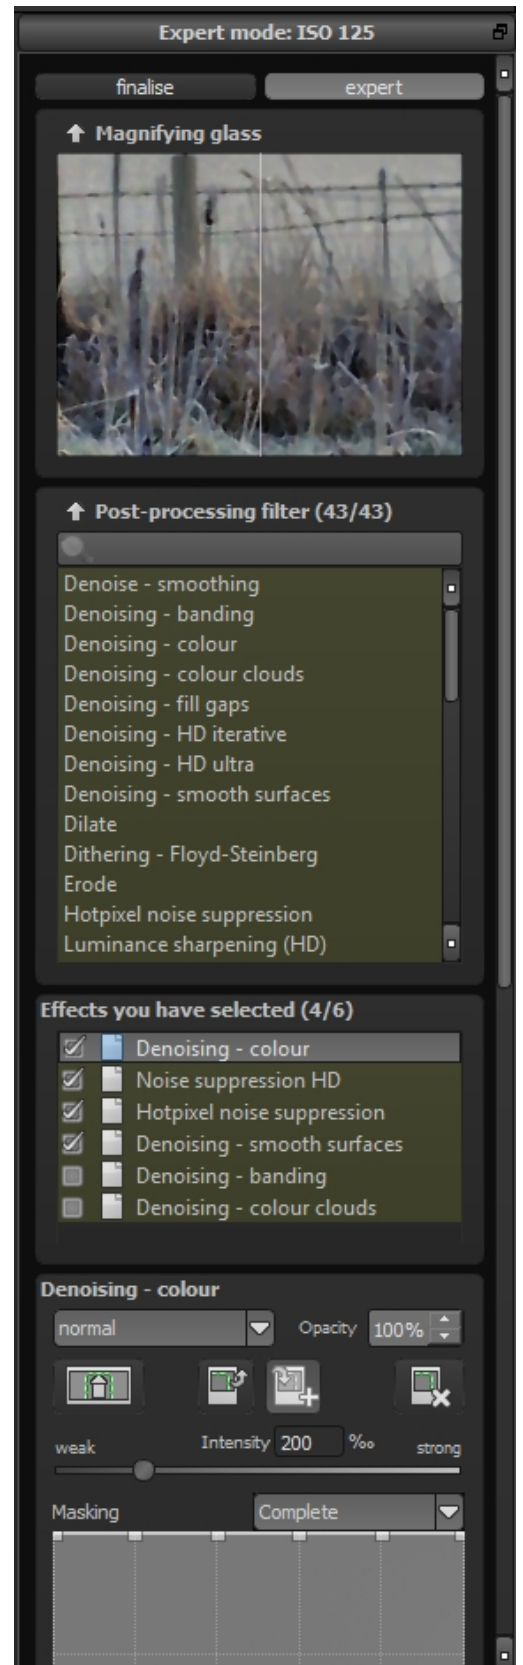 Expert mode: ISO 125
finalise expert
Magnifying glass
Post-processing filter (43/43)
Denoise - smoothing
Denoising - banding
Denoising - colour
Denoising - colour clouds
Denoising - fill gaps
Denoising - HD iterative
Denoising - HD ultra
Denoising - smooth surfaces
Dilate
Dithering - Floyd-Steinberg
Erode
Hotpixel noise suppression
Luminance sharpening (HD)
Effects you have selected (4/6)
Denoising - colour
Noise suppression HD
Hotpixel noise suppression
Denoising - smooth surfaces
Denoising - banding
Denoising - colour clouds
Denoising - colour
normal Opacity 100%
weak Intensity 200 ‰ strong
Masking Complete